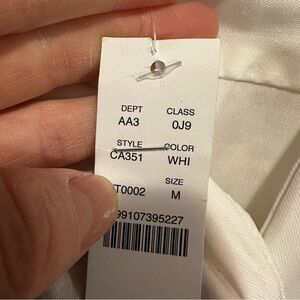 DEPT CLASS
AA3 0J9
STYLE COLOR
CA351 WHI
SIZE
T0002 M
99107395227